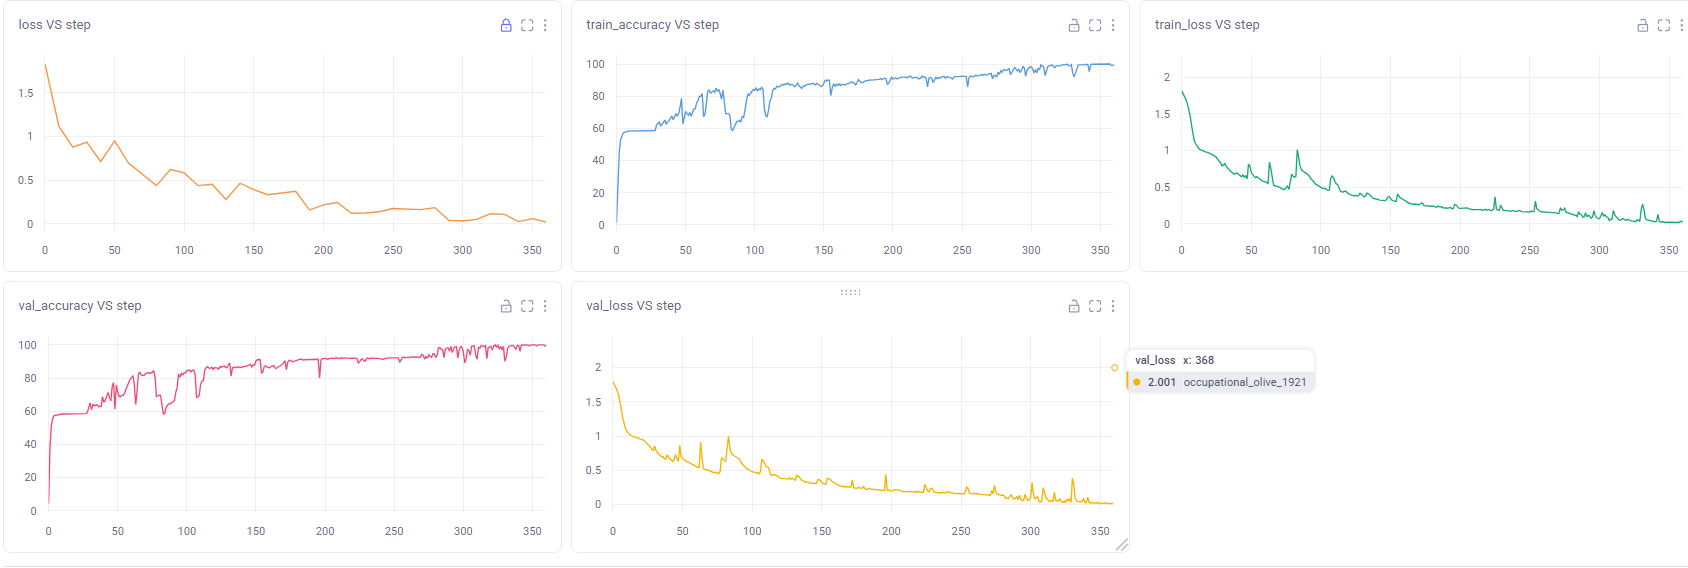 loss VS step
1.5
1
0.5
0
0 50 100 150 200 250 300 350
train_accuracy VS step
100
80
60
40
20
0
0 50 100 150 200 250 300 350
train_loss VS step
2
1.5
1
0.5
0
0 50 100 150 200 250 300 350
val_accuracy VS step
100
80
60
40
20
0
0 50 100 150 200 250 300 350
val_loss VS step
2
1.5
1
0.5
0
0 50 100 150 200 250 300 350
val_loss x: 368
2.001 occupational_olive_1921